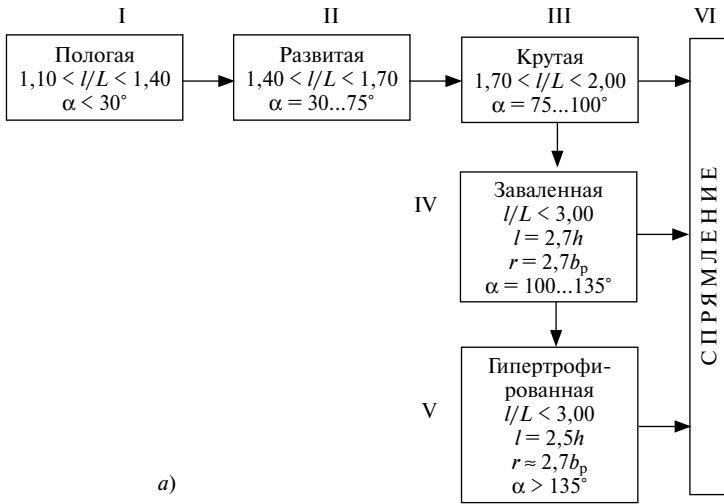 I
II
III
VI
Пологая
1,10 < l/L < 1,40
α < 30°
Развитая
1,40 < l/L < 1,70
α = 30...75°
Крутая
1,70 < l/L < 2,00
α = 75...100°
IV
Заваленная
l/L < 3,00
l = 2,7h
r = 2,7bр
α = 100...135°
V
Гипертрофи-
рованная
l/L < 3,00
l = 2,5h
r ≈ 2,7bр
α > 135°
СПРЯМЛЕНИЕ
а)